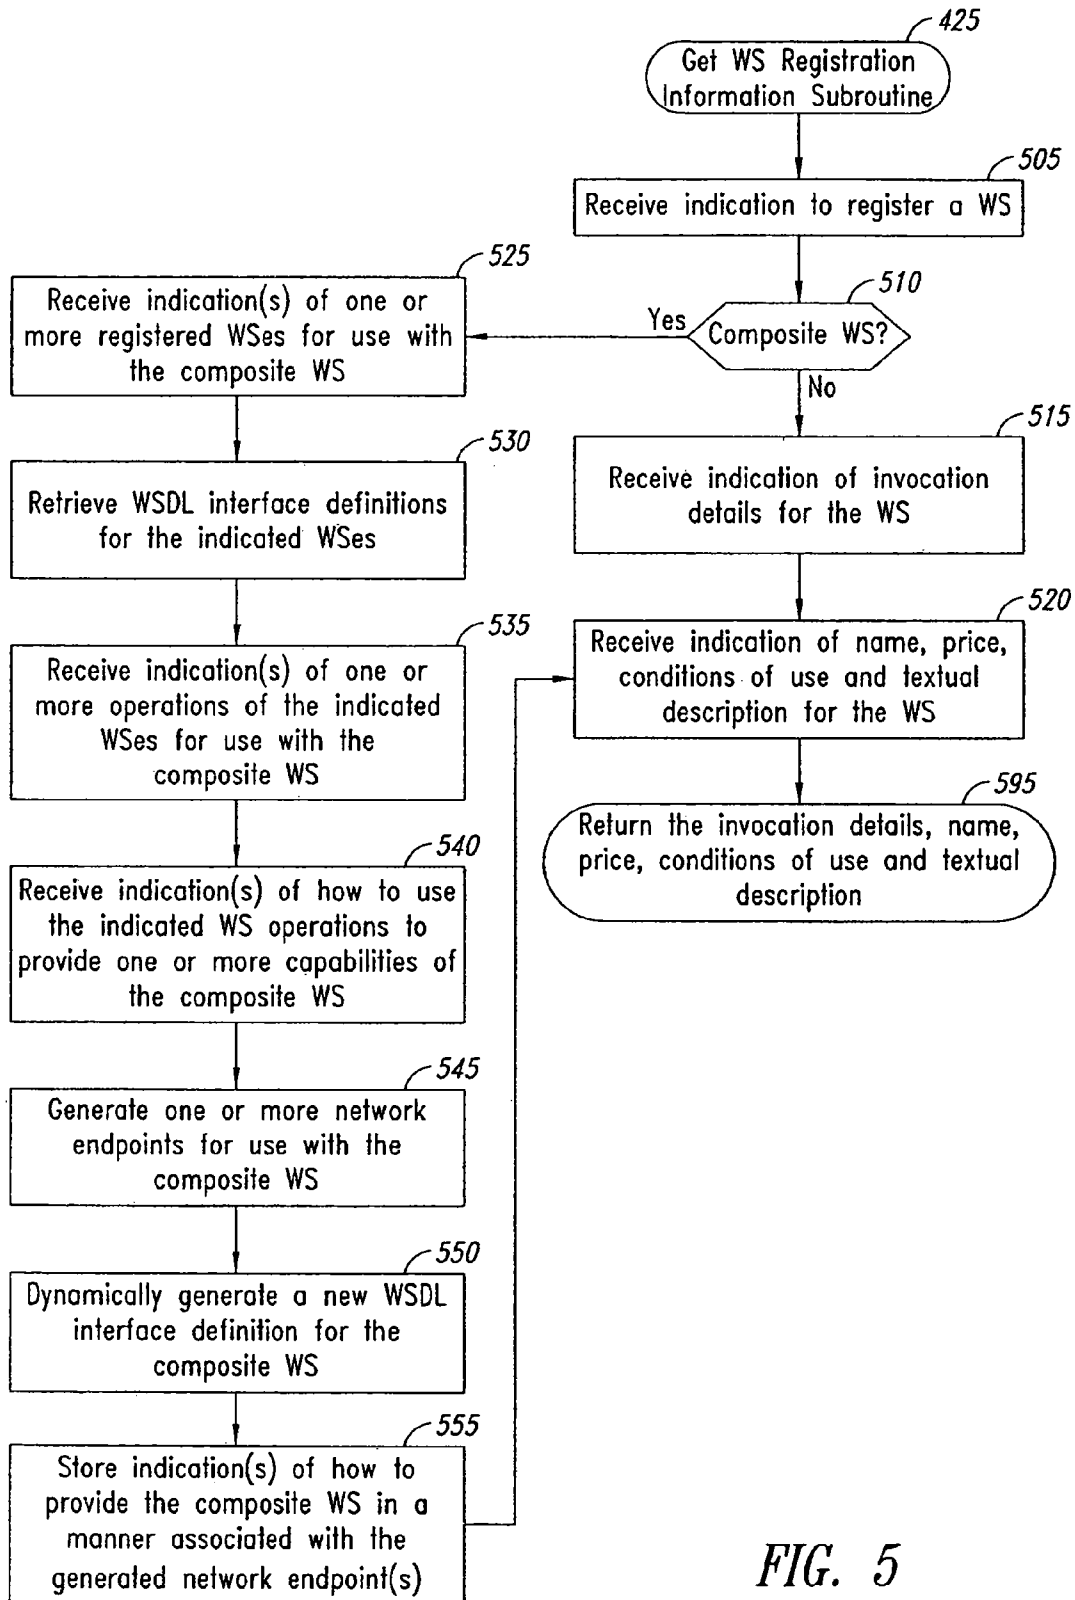 425
Get WS Registration
Information Subroutine
505
Receive indication to register a WS
510
Composite WS?
Yes
No
515
Receive indication of invocation
details for the WS
520
Receive indication of name, price,
conditions of use and textual
description for the WS
595
Return the invocation details, name,
price, conditions of use and textual
description
525
Receive indication(s) of one or
more registered WSes for use with
the composite WS
530
Retrieve WSDL interface definitions
for the indicated WSes
535
Receive indication(s) of one or
more operations of the indicated
WSes for use with the
composite WS
540
Receive indication(s) of how to use
the indicated WS operations to
provide one or more capabilities of
the composite WS
545
Generate one or more network
endpoints for use with the
composite WS
550
Dynamically generate a new WSDL
interface definition for the
composite WS
555
Store indication(s) of how to
provide the composite WS in a
manner associated with the
generated network endpoint(s)
FIG. 5